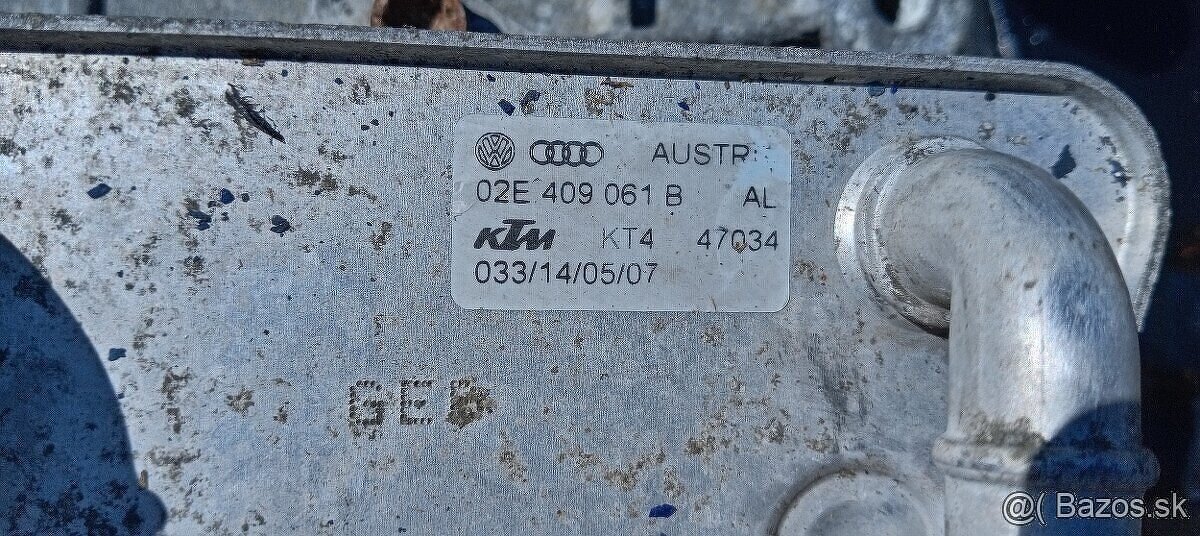 AUSTR
02E 409 061 B AL
KTM KT4 47034
033/14/05/07
@( Bazos.sk